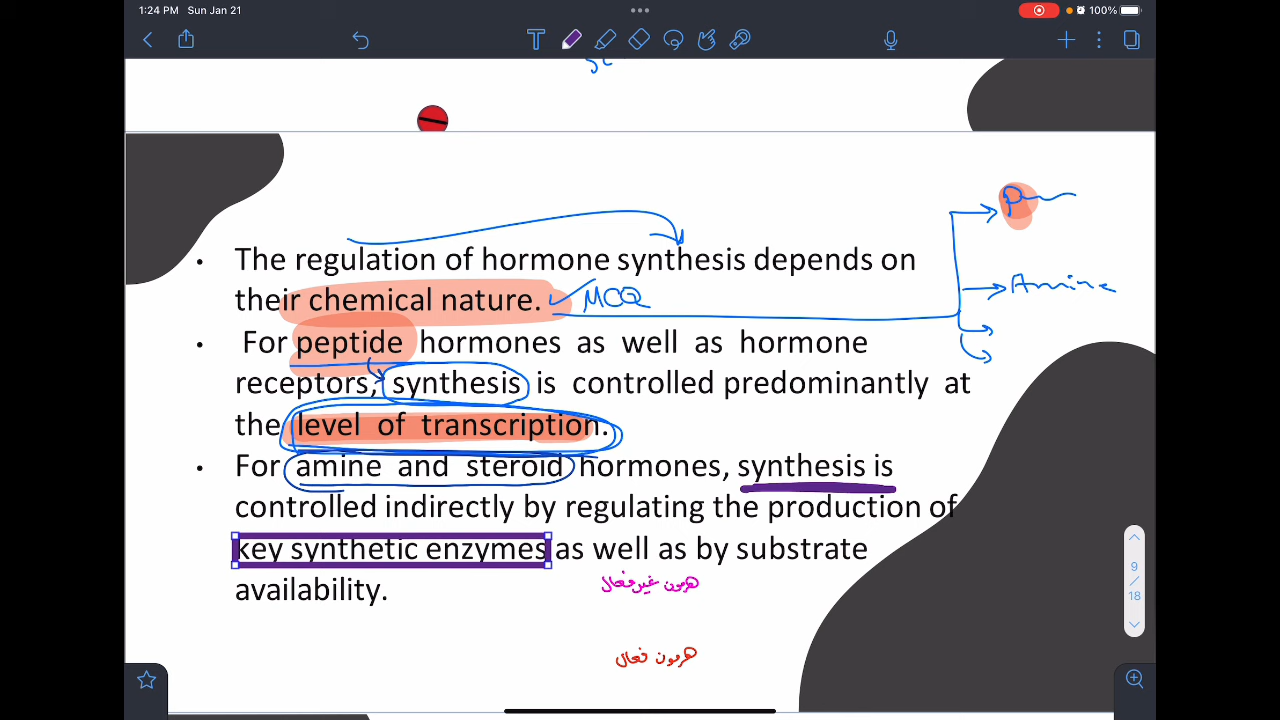 1:24 PM Sun Jan 21
100%
The regulation of hormone synthesis depends on
their chemical nature. MCQ
Amine
For peptide hormones as well as hormone
receptors, synthesis is controlled predominantly at
the level of transcription.
For amine and steroid hormones, synthesis is
controlled indirectly by regulating the production of
key synthetic enzymes as well as by substrate
availability.
هرمون غير فعال
هرمون فعال
9
/
18